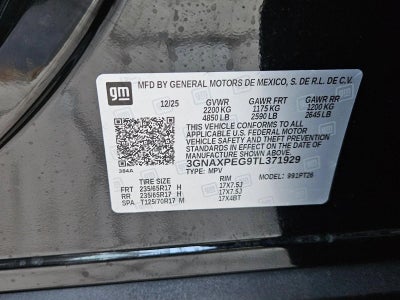 gm
MFD BY GENERAL MOTORS DE MEXICO, S. DE R.L. DE C.V.
12/25 GVWR GAWR FRT GAWR RR
2200 KG 1175 KG 1200 KG
4850 LB 2590 LB 2645 LB
THIS VEHICLE CONFORMS TO ALL
APPLICABLE U.S. FEDERAL MOTOR
VEHICLE SAFETY AND THEFT
PREVENTION STANDARDS IN EFFECT ON THE DATE OF
MANUFACTURE SHOWN ABOVE.
3GNAXPEG9TL371929
TYPE: MPV MODEL: 991PT26
384A
TIRE SIZE RIM
FRT 235/65R17 H 17X7.5J
RR 235/65R17 H 17X7.5J
SPA T125/70R17 M 17X4BT